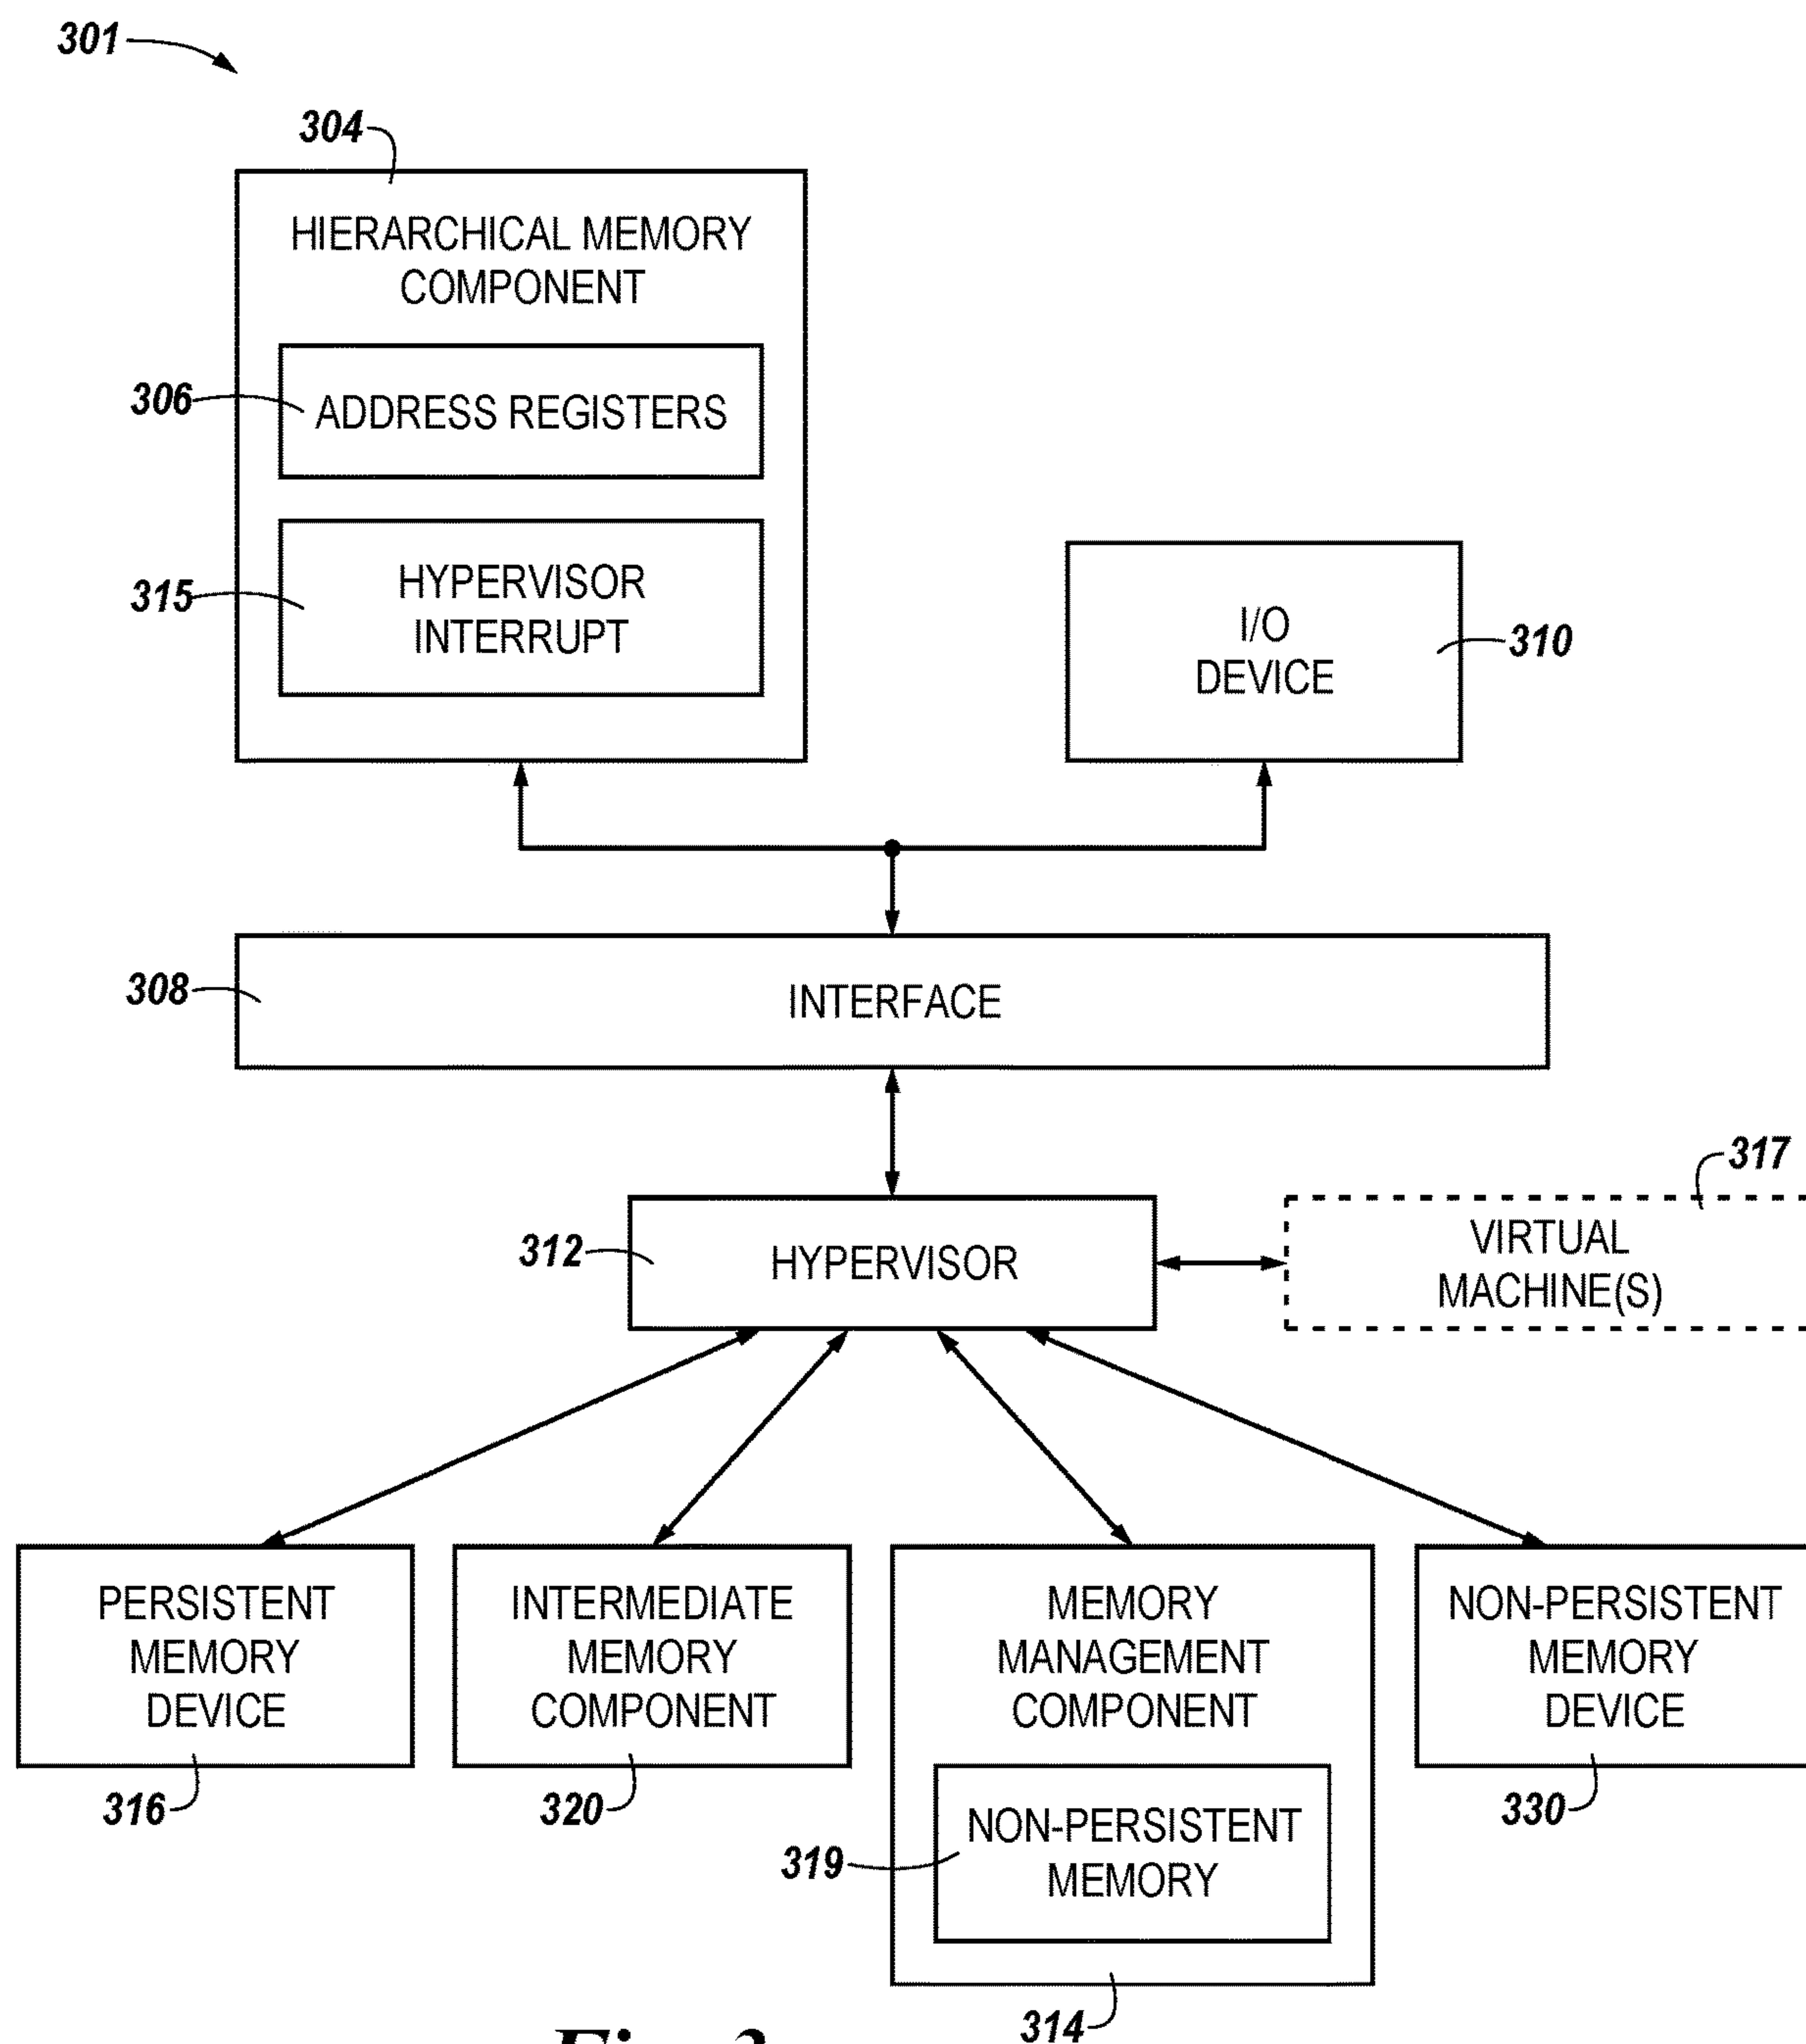 301
304
HIERARCHICAL MEMORY
COMPONENT
306
ADDRESS REGISTERS
315
HYPERVISOR
INTERRUPT
I/O
DEVICE
310
308
INTERFACE
317
312
HYPERVISOR
VIRTUAL
MACHINE(S)
PERSISTENT
MEMORY
DEVICE
316
INTERMEDIATE
MEMORY
COMPONENT
320
MEMORY
MANAGEMENT
COMPONENT
319
NON-PERSISTENT
MEMORY
314
NON-PERSISTENT
MEMORY
DEVICE
330